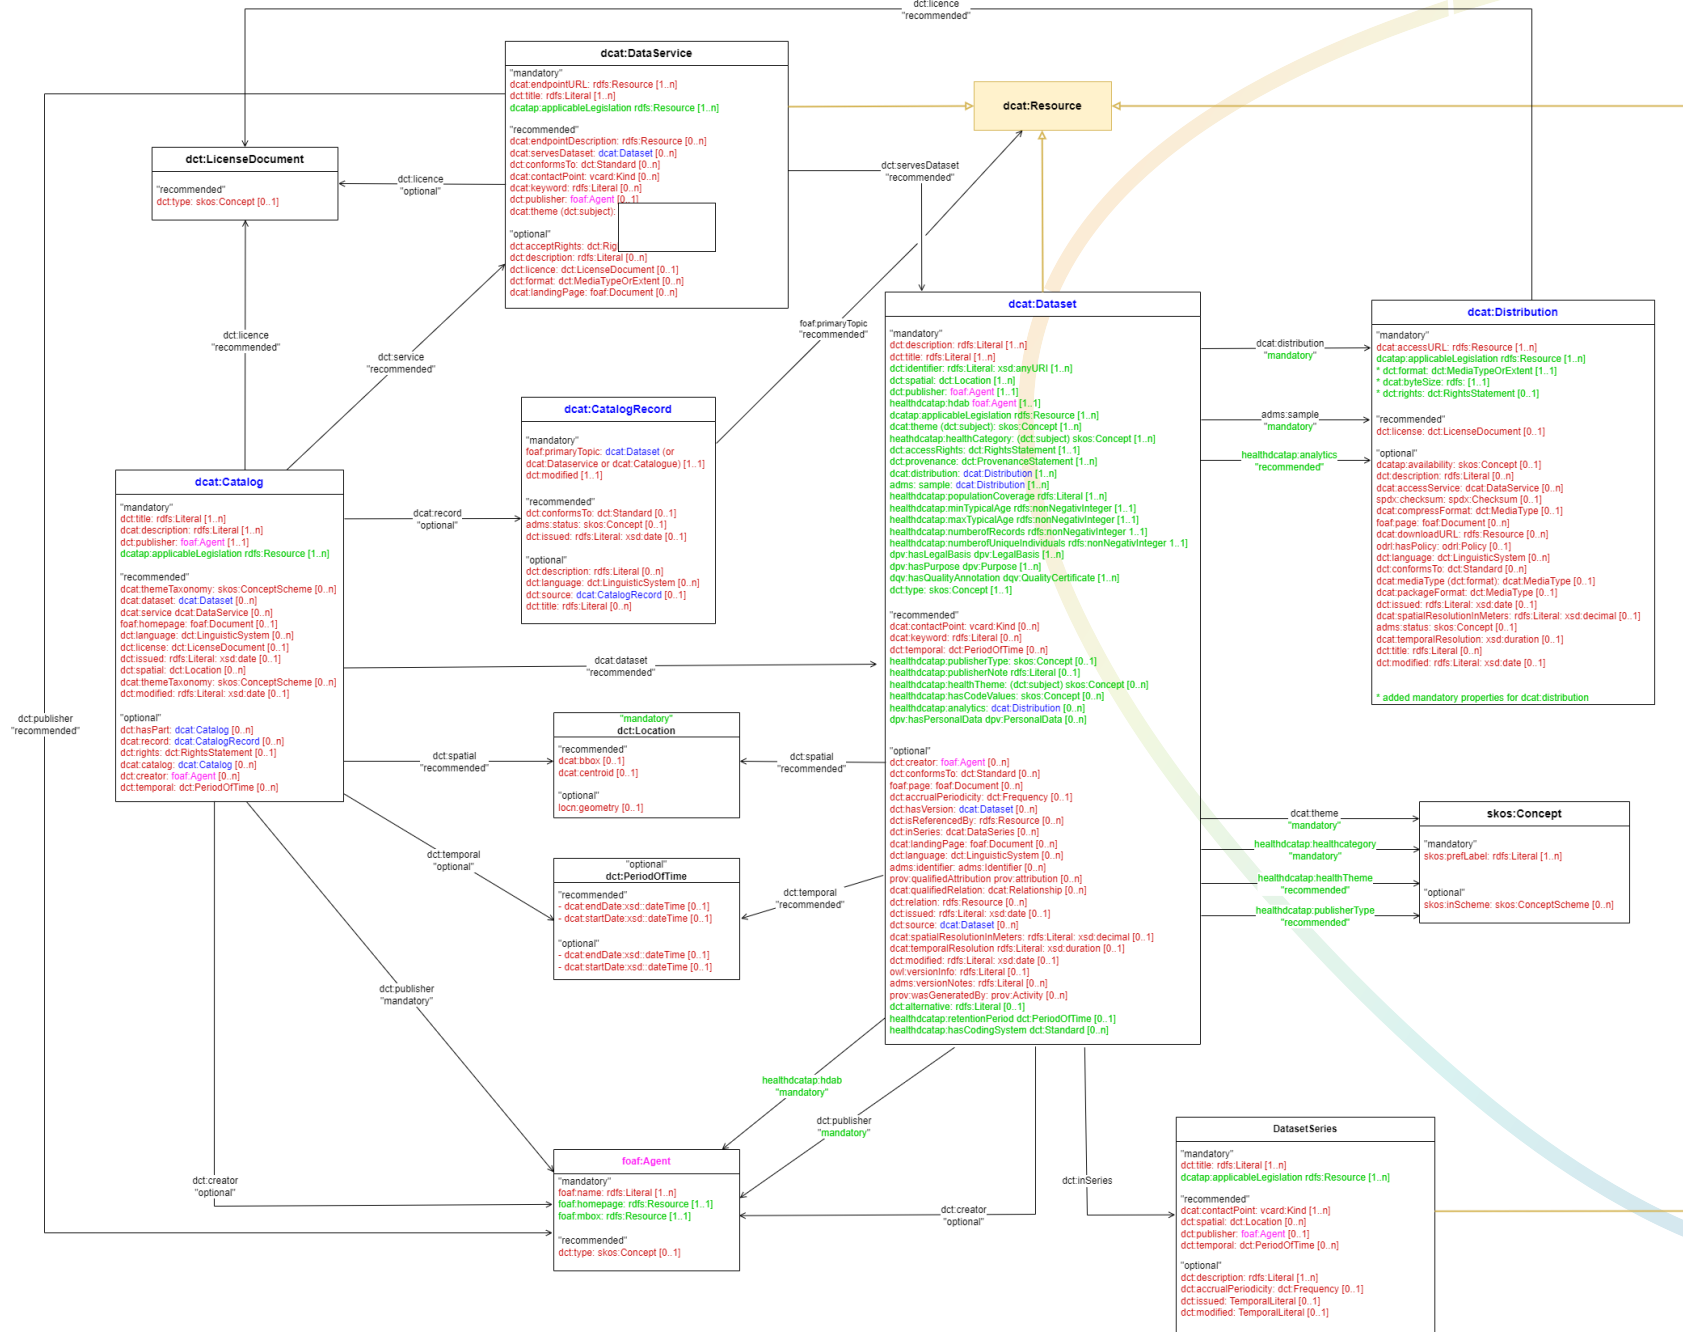 dct:licence
"recommended"
dcat:DataService
"mandatory"
dcat:endpointURL: rdfs:Resource [1..n]
dct:title: rdfs:Literal [1..n]
dcatap:applicableLegislation rdfs:Resource [1..n]
"recommended"
dcat:endpointDescription: rdfs:Resource [0..n]
dcat:servesDataset: dcat:Dataset [0..n]
dct:conformsTo: dct:Standard [0..n]
dcat:contactPoint: vcard:Kind [0..n]
dcat:keyword: rdfs:Literal [0..n]
dct:publisher: foaf:Agent [0..1]
dcat:theme (dct:subject):
"optional"
dct:acceptRights: dct:Rig
dct:description: rdfs:Literal [0..n]
dct:licence: dct:LicenseDocument [0..1]
dct:format: dct:MediaTypeOrExtent [0..n]
dcat:landingPage: foaf:Document [0..n]
dcat:Resource
dct:LicenseDocument
"recommended"
dct:type: skos:Concept [0..1]
dct:licence
"optional"
dct:servesDataset
"recommended"
dct:licence
"recommended"
dct:service
"recommended"
foaf:primaryTopic
"recommended"
dcat:CatalogRecord
"mandatory"
foaf:primaryTopic: dcat:Dataset (or
dcat:Dataservice or dcat:Catalogue) [1..1]
dct:modified [1..1]
"recommended"
dct:conformsTo: dct:Standard [0..1]
adms:status: skos:Concept [0..1]
dct:issued: rdfs:Literal: xsd:date [0..1]
"optional"
dct:description: rdfs:Literal [0..n]
dct:language: dct:LinguisticSystem [0..n]
dct:source: dcat:CatalogRecord [0..1]
dct:title: rdfs:Literal [0..n]
dcat:Catalog
"mandatory"
dct:title: rdfs:Literal [1..n]
dcat:description: rdfs:Literal [1..n]
dct:publisher: foaf:Agent [1..1]
dcatap:applicableLegislation rdfs:Resource [1..n]
"recommended"
dcat:themeTaxonomy: skos:ConceptScheme [0..n]
dcat:dataset: dcat:Dataset [0..n]
dcat:service dcat:DataService [0..n]
foaf:homepage: foaf:Document [0..1]
dct:language: dct:LinguisticSystem [0..n]
dct:license: dct:LicenseDocument [0..1]
dct:issued: rdfs:Literal: xsd:date [0..1]
dct:spatial: dct:Location [0..n]
dcat:themeTaxonomy: skos:ConceptScheme [0..n]
dct:modified: rdfs:Literal: xsd:date [0..1]
"optional"
dct:hasPart: dcat:Catalog [0..n]
dcat:record: dcat:CatalogRecord [0..n]
dct:rights: dct:RightsStatement [0..1]
dcat:catalog: dcat:Catalog [0..n]
dct:creator: foaf:Agent [0..n]
dct:temporal: dct:PeriodOfTime [0..n]
dcat:record
"optional"
dcat:dataset
"recommended"
dct:publisher
"recommended"
dct:spatial
"recommended"
"mandatory"
dct:Location
"recommended"
dcat:bbox [0..1]
dcat:centroid [0..1]
"optional"
locn:geometry [0..1]
dct:spatial
"recommended"
dct:temporal
"optional"
"optional"
dct:PeriodOfTime
"recommended"
- dcat:endDate:xsd::dateTime [0..1]
- dcat:startDate:xsd::dateTime [0..1]
"optional"
- dcat:endDate:xsd::dateTime [0..1]
- dcat:startDate:xsd::dateTime [0..1]
dct:temporal
"recommended"
dct:publisher
"mandatory"
dcat:Dataset
"mandatory"
dct:description: rdfs:Literal [1..n]
dct:title: rdfs:Literal [1..n]
dct:identifier: rdfs:Literal: xsd:anyURI [1..n]
dct:spatial: dct:Location [1..n]
dct:publisher: foaf:Agent [1..1]
healthdcatap:hdab foaf:Agent [1..1]
dcatap:applicableLegislation rdfs:Resource [1..n]
dcat:theme (dct:subject): skos:Concept [1..n]
heathdcatap:healthCategory: (dct:subject) skos:Concept [1..n]
dct:accessRights: dct:RightsStatement [1..1]
dct:provenance: dct:ProvenanceStatement [1..n]
dcat:distribution: dcat:Distribution [1..n]
adms: sample: dcat:Distribution [1..n]
healthdcatap:populationCoverage rdfs:Literal [1..n]
healthdcatap:minTypicalAge rdfs:nonNegativInteger [1..1]
healthdcatap:maxTypicalAge rdfs:nonNegativInteger [1..1]
healthdcatap:numberofRecords rdfs:nonNegativInteger 1..1]
healthdcatap:numberofUniqueIndividuals rdfs:nonNegativInteger 1..1]
dpv:hasLegalBasis dpv:LegalBasis [1..n]
dpv:hasPurpose dpv:Purpose [1..n]
dqv:hasQualityAnnotation dqv:QualityCertificate [1..n]
dct:type: skos:Concept [1..1]
"recommended"
dcat:contactPoint: vcard:Kind [0..n]
dcat:keyword: rdfs:Literal [0..n]
dct:temporal: dct:PeriodOfTime [0..n]
healthdcatap:publisherType: skos:Concept [0..1]
healthdcatap:publisherNote rdfs:Literal [0..1]
healthdcatap:healthTheme: (dct:subject) skos:Concept [0..n]
healthdcatap:hasCodeValues: skos:Concept [0..n]
healthdcatap:analytics: dcat:Distribution [0..n]
dpv:hasPersonalData dpv:PersonalData [0..n]
"optional"
dct:creator: foaf:Agent [0..n]
dct:conformsTo: dct:Standard [0..n]
foaf:page: foaf:Document [0..n]
dct:accrualPeriodicity: dct:Frequency [0..1]
dct:hasVersion: dcat:Dataset [0..n]
dct:isReferencedBy: rdfs:Resource [0..n]
dct:inSeries: dcat:DataSeries [0..n]
dcat:landingPage: foaf:Document [0..n]
dct:language: dct:LinguisticSystem [0..n]
adms:identifier: adms:Identifier [0..n]
prov:qualifiedAttribution prov:attribution [0..n]
dcat:qualifiedRelation: dcat:Relationship [0..n]
dct:relation: rdfs:Resource [0..n]
dct:issued: rdfs:Literal: xsd:date [0..1]
dct:source: dcat:Dataset [0..n]
dcat:spatialResolutionInMeters: rdfs:Literal: xsd:decimal [0..1]
dcat:temporalResolution rdfs:Literal: xsd:duration [0..1]
dct:modified: rdfs:Literal: xsd:date [0..1]
owl:versionInfo: rdfs:Literal [0..1]
adms:versionNotes: rdfs:Literal [0..n]
prov:wasGeneratedBy: prov:Activity [0..n]
dct:alternative: rdfs:Literal [0..1]
healthdcatap:retentionPeriod dct:PeriodOfTime [0..1]
healthdcatap:hasCodingSystem dct:Standard [0..n]
dcat:distribution
"mandatory"
adms:sample
"mandatory"
healthdcatap:analytics
"recommended"
dcat:Distribution
"mandatory"
dcat:accessURL: rdfs:Resource [1..n]
dcatap:applicableLegislation rdfs:Resource [1..n]
* dct:format: dct:MediaTypeOrExtent [1..1]
* dcat:byteSize: rdfs: [1..1]
* dct:rights: dct:RightsStatement [0..1]
"recommended"
dct:license: dct:LicenseDocument [0..1]
"optional"
dcatap:availability: skos:Concept [0..1]
dct:description: rdfs:Literal [0..n]
dcat:accessService: dcat:DataService [0..n]
spdx:checksum: spdx:Checksum [0..1]
dcat:compressFormat: dct:MediaType [0..1]
foaf:page: foaf:Document [0..n]
dcat:downloadURL: rdfs:Resource [0..n]
odrl:hasPolicy: odrl:Policy [0..1]
dct:language: dct:LinguisticSystem [0..n]
dct:conformsTo: dct:Standard [0..n]
dcat:mediaType (dct:format): dcat:MediaType [0..1]
dcat:packageFormat: dct:MediaType [0..1]
dct:issued: rdfs:Literal: xsd:date [0..1]
dcat:spatialResolutionInMeters: rdfs:Literal: xsd:decimal [0..1]
adms:status: skos:Concept [0..1]
dcat:temporalResolution: xsd:duration [0..1]
dct:title: rdfs:Literal [0..n]
dct:modified: rdfs:Literal: xsd:date [0..1]
* added mandatory properties for dcat:distribution
dcat:theme
"mandatory"
healthdcatap:healthcategory
"mandatory"
healthdcatap:healthTheme
"recommended"
healthdcatap:publisherType
"recommended"
skos:Concept
"mandatory"
skos:prefLabel: rdfs:Literal [1..n]
"optional"
skos:inScheme: skos:ConceptScheme [0..n]
healthdcatap:hdab
"mandatory"
dct:publisher
"mandatory"
dct:creator
"optional"
foaf:Agent
"mandatory"
foaf:name: rdfs:Literal [1..n]
foaf:homepage: rdfs:Resource [1..1]
foaf:mbox: rdfs:Resource [1..1]
"recommended"
dct:type: skos:Concept [0..1]
dct:creator
"optional"
dct:inSeries
DatasetSeries
"mandatory"
dct:title: rdfs:Literal [1..n]
dcatap:applicableLegislation rdfs:Resource [1..n]
"recommended"
dcat:contactPoint: vcard:Kind [1..n]
dct:spatial: dct:Location [0..n]
dct:publisher: foaf:Agent [0..1]
dct:temporal: dct:PeriodOfTime [0..n]
"optional"
dct:description: rdfs:Literal [1..n]
dct:accrualPeriodicity: dct:Frequency [0..1]
dct:issued: TemporalLiteral [0..1]
dct:modified: TemporalLiteral [0..1]